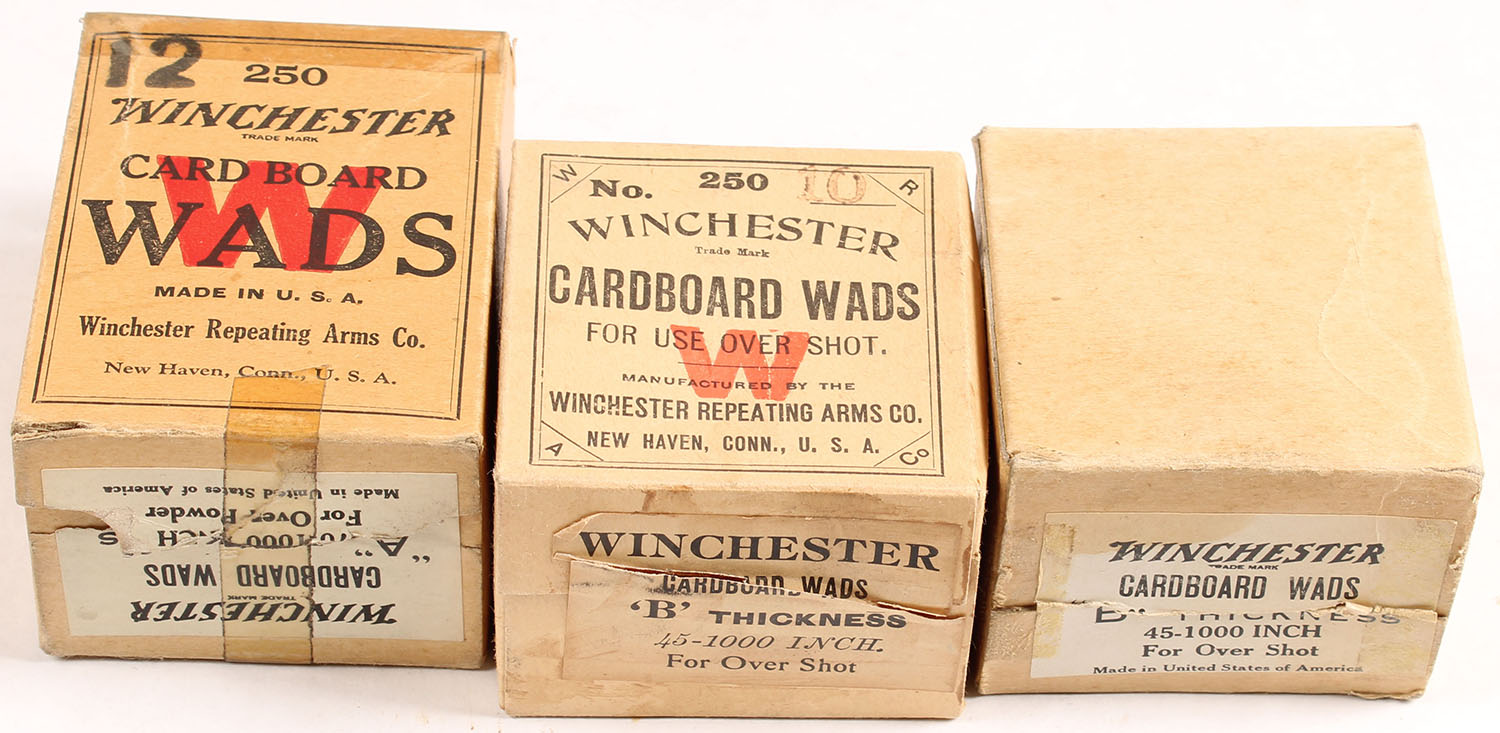 12 250
WINCHESTER
TRADE MARK
CARD BOARD
W
WADS
MADE IN U. S. A.
Winchester Repeating Arms Co.
New Haven, Conn., U. S. A.
WINCHESTER
TRADE MARK
CARDBOARD WADS
"A" 70-1000 INCH
For Over Powder
Made in United States of America
W R
No. 250 10
WINCHESTER
Trade Mark
CARDBOARD WADS
FOR USE OVER SHOT.
W
MANUFACTURED BY THE
WINCHESTER REPEATING ARMS CO.
NEW HAVEN, CONN., U. S. A.
A Co
WINCHESTER
CARDBOARD WADS
'B' THICKNESS
45-1000 INCH.
For Over Shot
WINCHESTER
TRADE MARK
CARDBOARD WADS
"B" THICKNESS
45-1000 INCH
For Over Shot
Made in United States of America